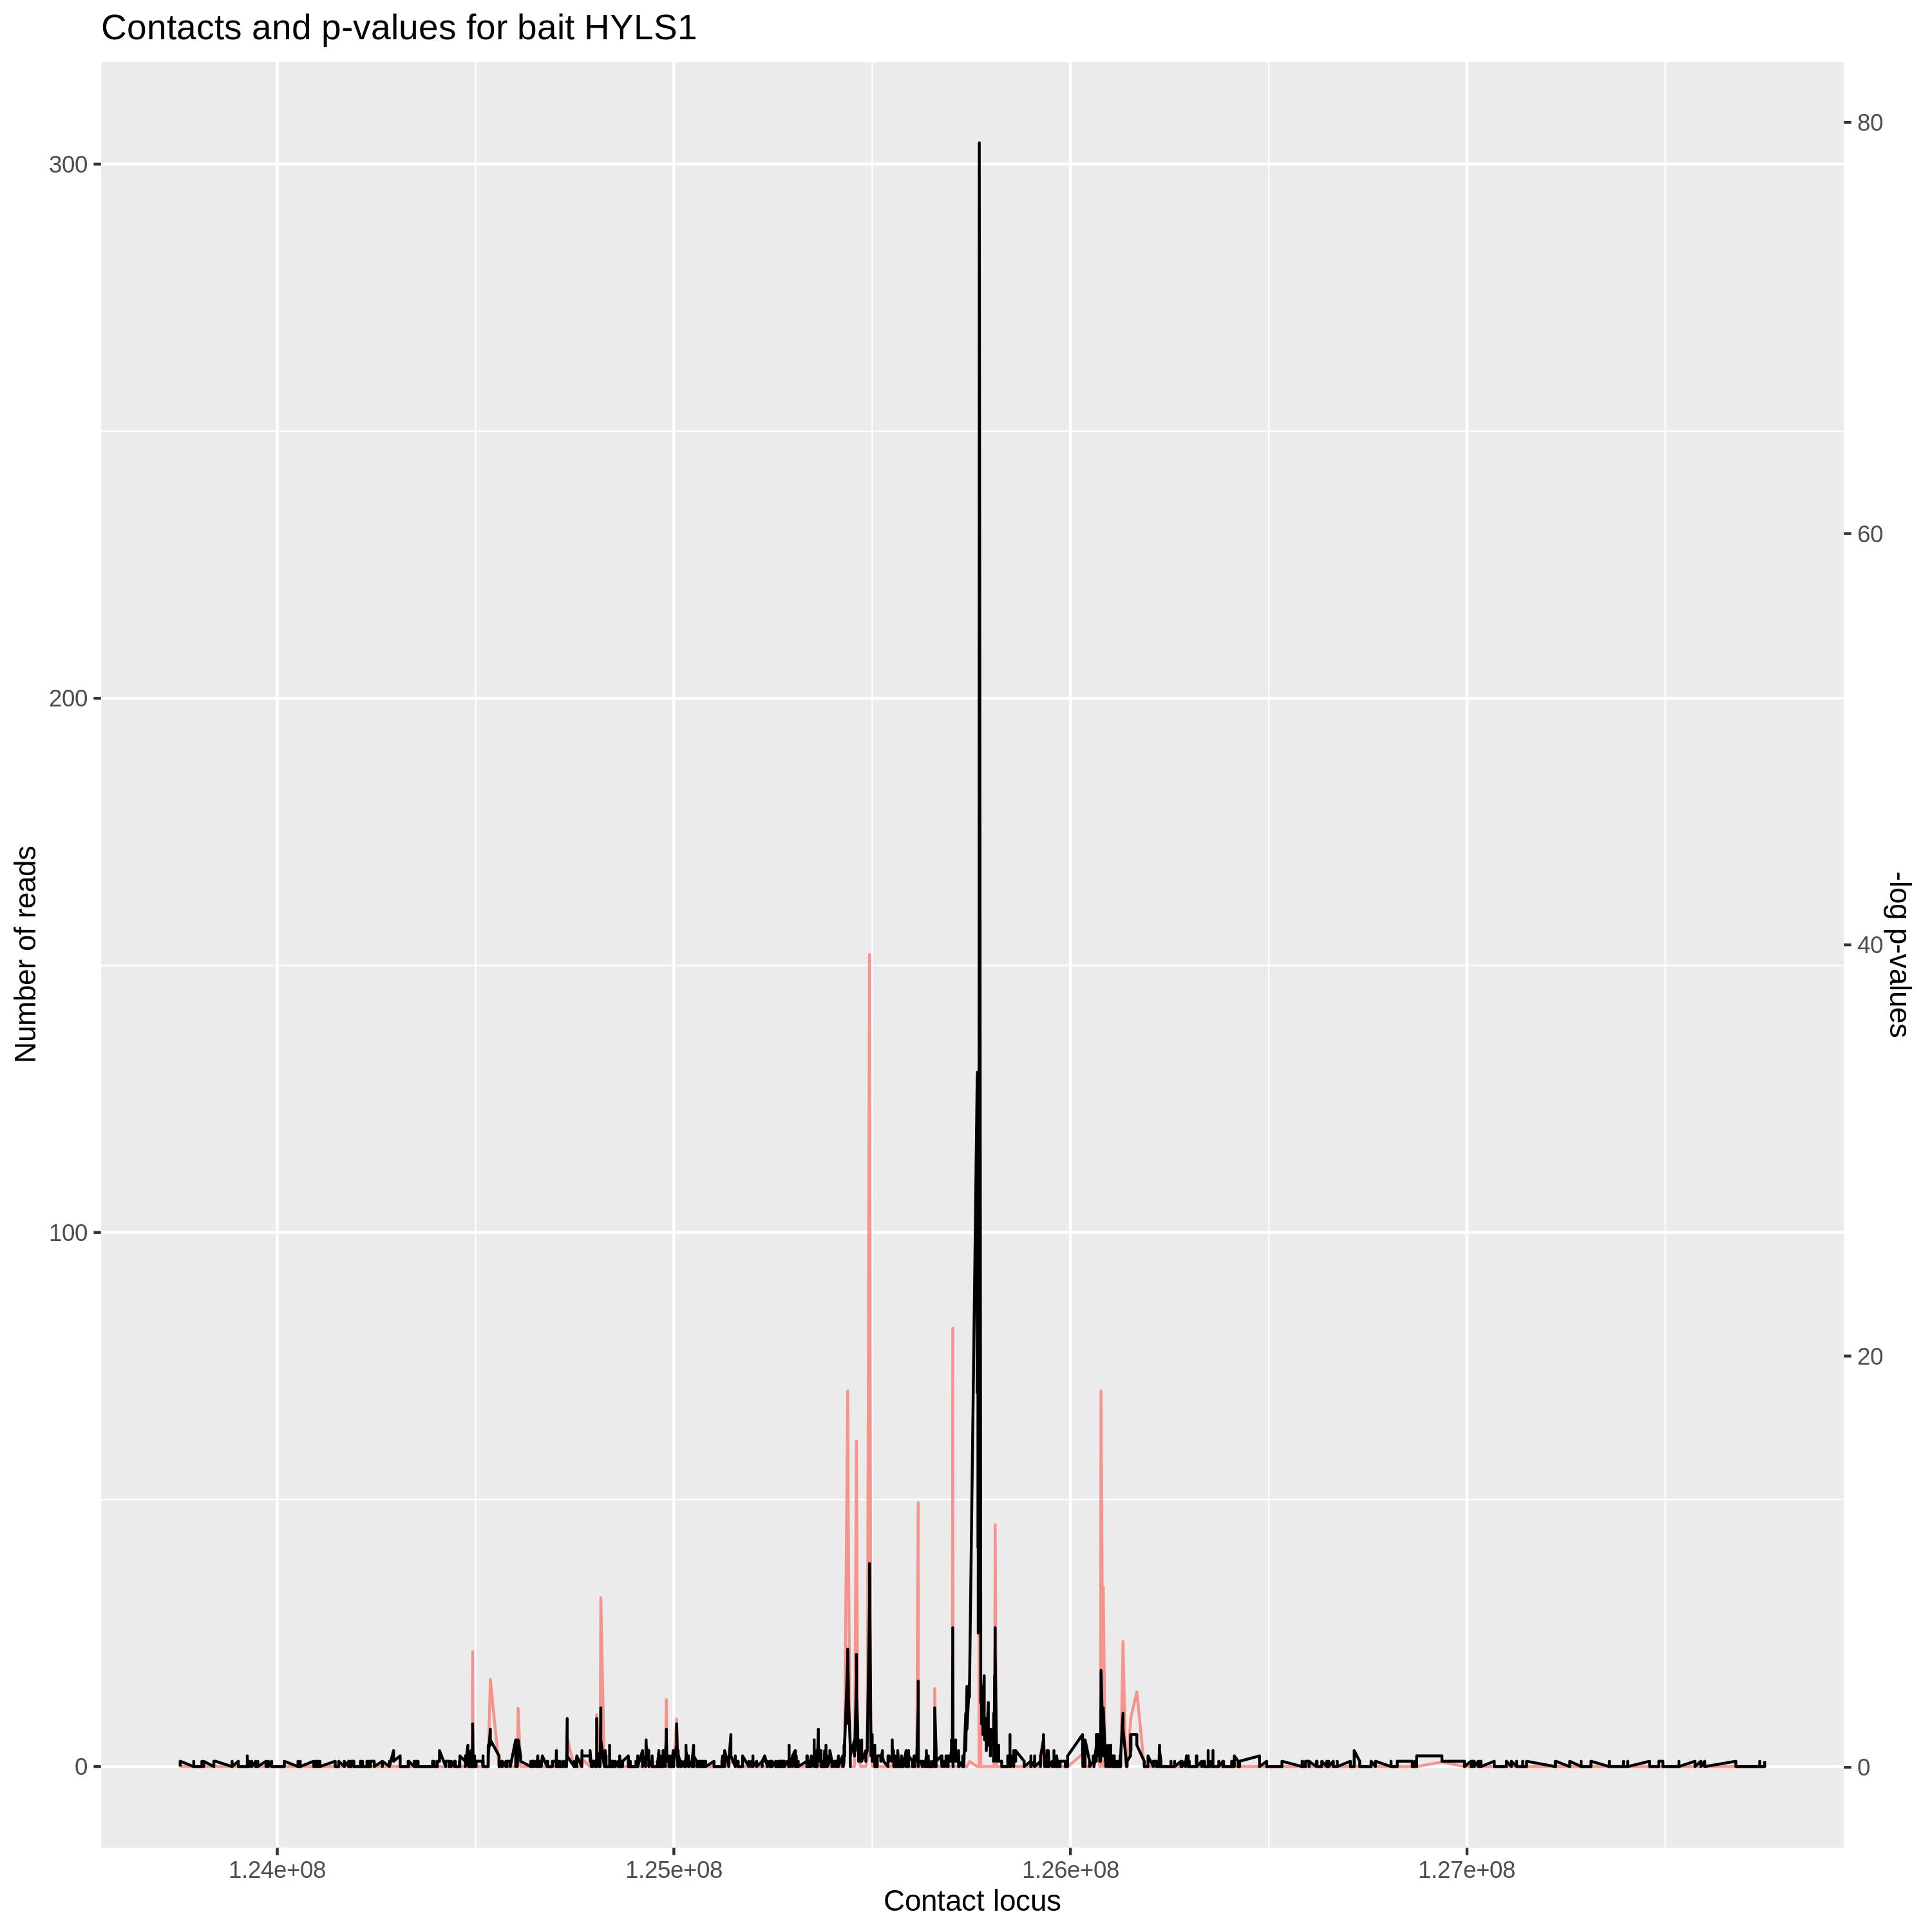 Contacts and p-values for bait HYLS1
300
200
100
0
Number of reads
80
60
40
20
0
-log p-values
1.24e+08
1.25e+08
1.26e+08
1.27e+08
Contact locus